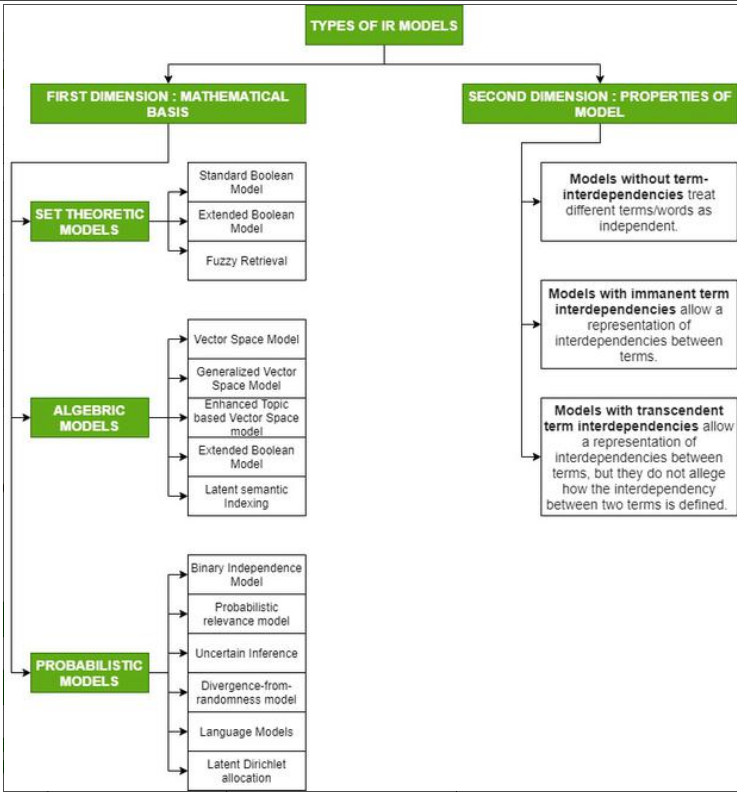 TYPES OF IR MODELS
FIRST DIMENSION : MATHEMATICAL
BASIS
SET THEORETIC
MODELS
Standard Boolean
Model
Extended Boolean
Model
Fuzzy Retrieval
ALGEBRIC
MODELS
Vector Space Model
Generalized Vector
Space Model
Enhanced Topic
based Vector Space
model
Extended Boolean
Model
Latent semantic
Indexing
PROBABILISTIC
MODELS
Binary Independence
Model
Probabilistic
relevance model
Uncertain Inference
Divergence-from-
randomness model
Language Models
Latent Dirichlet
allocation
SECOND DIMENSION : PROPERTIES OF
MODEL
Models without term-
interdependencies treat
different terms/words as
independent.
Models with immanent term
interdependencies allow a
representation of
interdependencies between
terms.
Models with transcendent
term interdependencies allow
a representation of
interdependencies between
terms, but they do not allege
how the interdependency
between two terms is defined.